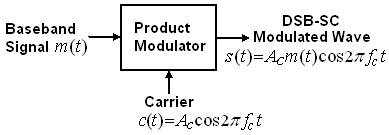 Baseband
Signal m(t)
Product
Modulator
DSB-SC
Modulated Wave
s(t)=A_C m(t)cos2πf_c t
Carrier
c(t)=A_C cos2πf_c t